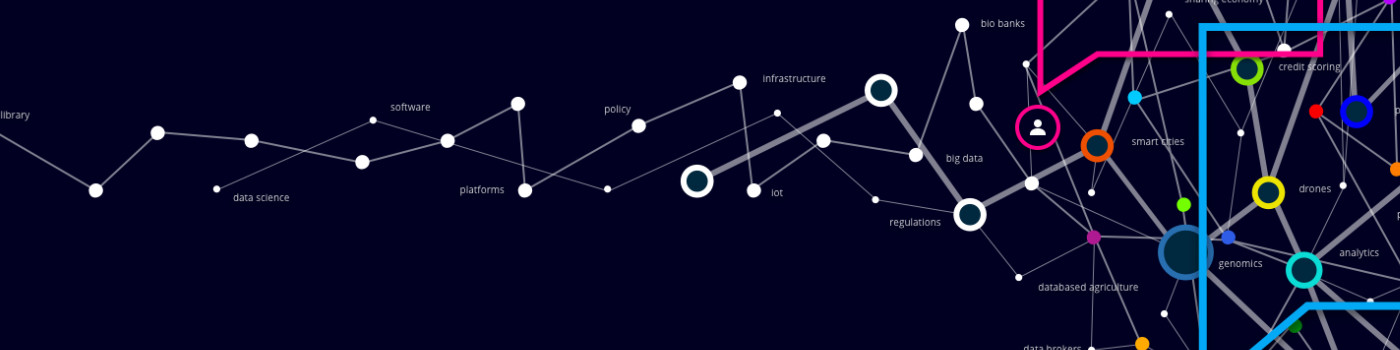 library
data science
software
platforms
policy
infrastructure
iot
regulations
big data
bio banks
databased agriculture
data brokers
smart cities
sharing economy
credit scoring
genomics
drones
analytics